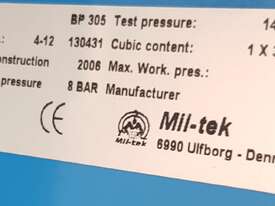 BP 305 Test pressure: 14
.: 4-12 130431 Cubic content: 1 X 3
onstruction 2006 Max. Work. pres.:
pressure 8 BAR Manufacturer
CE Mil-tek Mil-tek
6990 Ulfborg - Denn